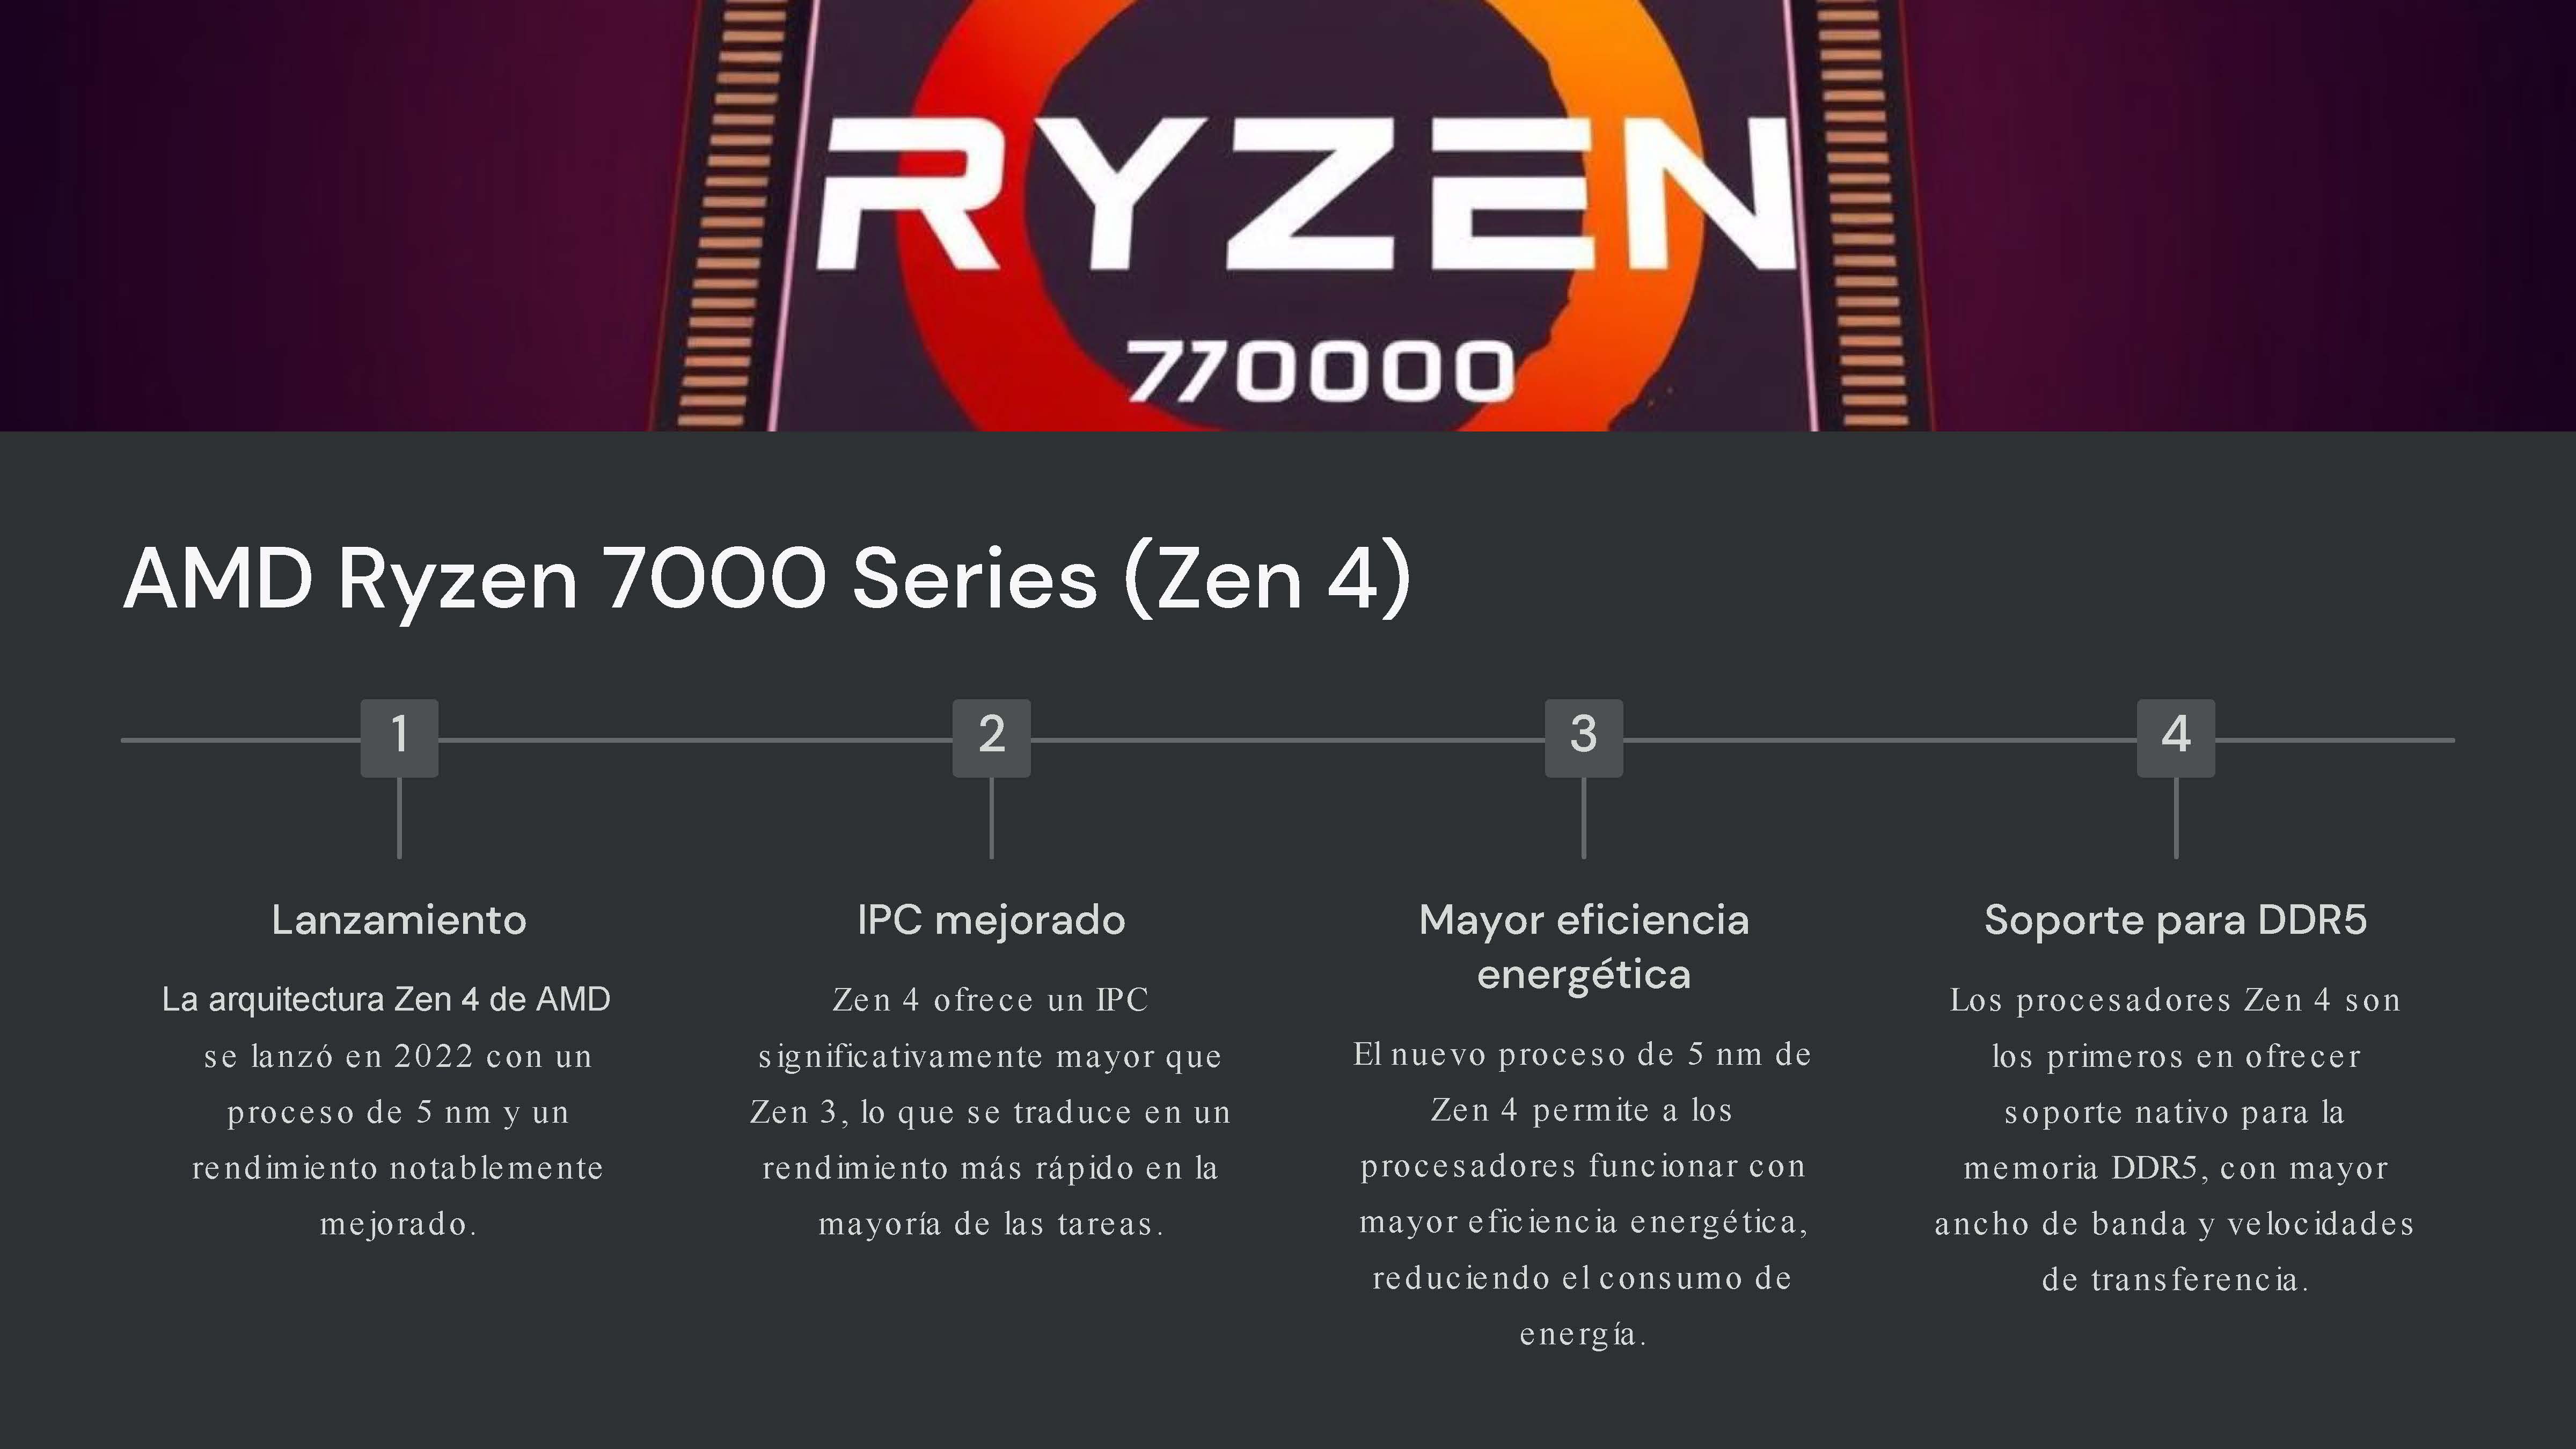 RYZEN
770000
AMD Ryzen 7000 Series (Zen 4)
1
2
3
4
Lanzamiento
La arquitectura Zen 4 de AMD
se lanzó en 2022 con un
proceso de 5 nm y un
rendimiento notablemente
mejorado.
IPC mejorado
Zen 4 ofrece un IPC
significativamente mayor que
Zen 3, lo que se traduce en un
rendimiento más rápido en la
mayoría de las tareas.
Mayor eficiencia
energética
El nuevo proceso de 5 nm de
Zen 4 permite a los
procesadores funcionar con
mayor eficiencia energética,
reduciendo el consumo de
energía.
Soporte para DDR5
Los procesadores Zen 4 son
los primeros en ofrecer
soporte nativo para la
memoria DDR5, con mayor
ancho de banda y velocidades
de transferencia.